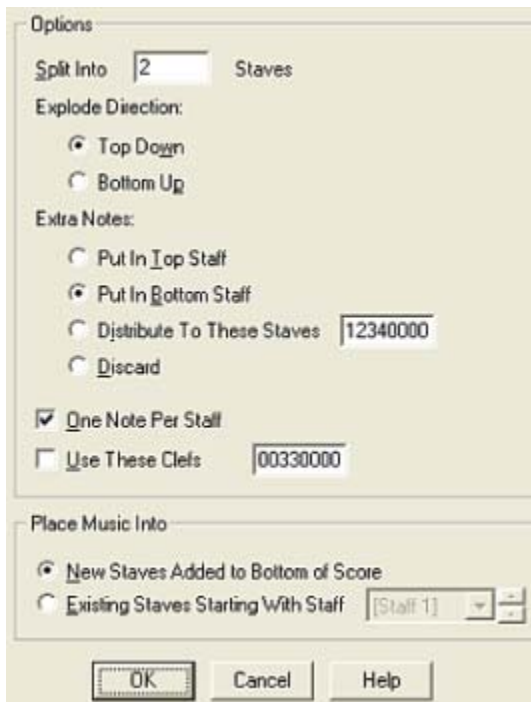 Options
Split Into 2 Staves
Explode Direction:
Top Down
Bottom Up
Extra Notes:
Put In Top Staff
Put In Bottom Staff
Distribute To These Staves 12340000
Discard
One Note Per Staff
Use These Clefs 00330000
Place Music Into
New Staves Added to Bottom of Score
Existing Staves Starting With Staff [Staff 1]
OK Cancel Help